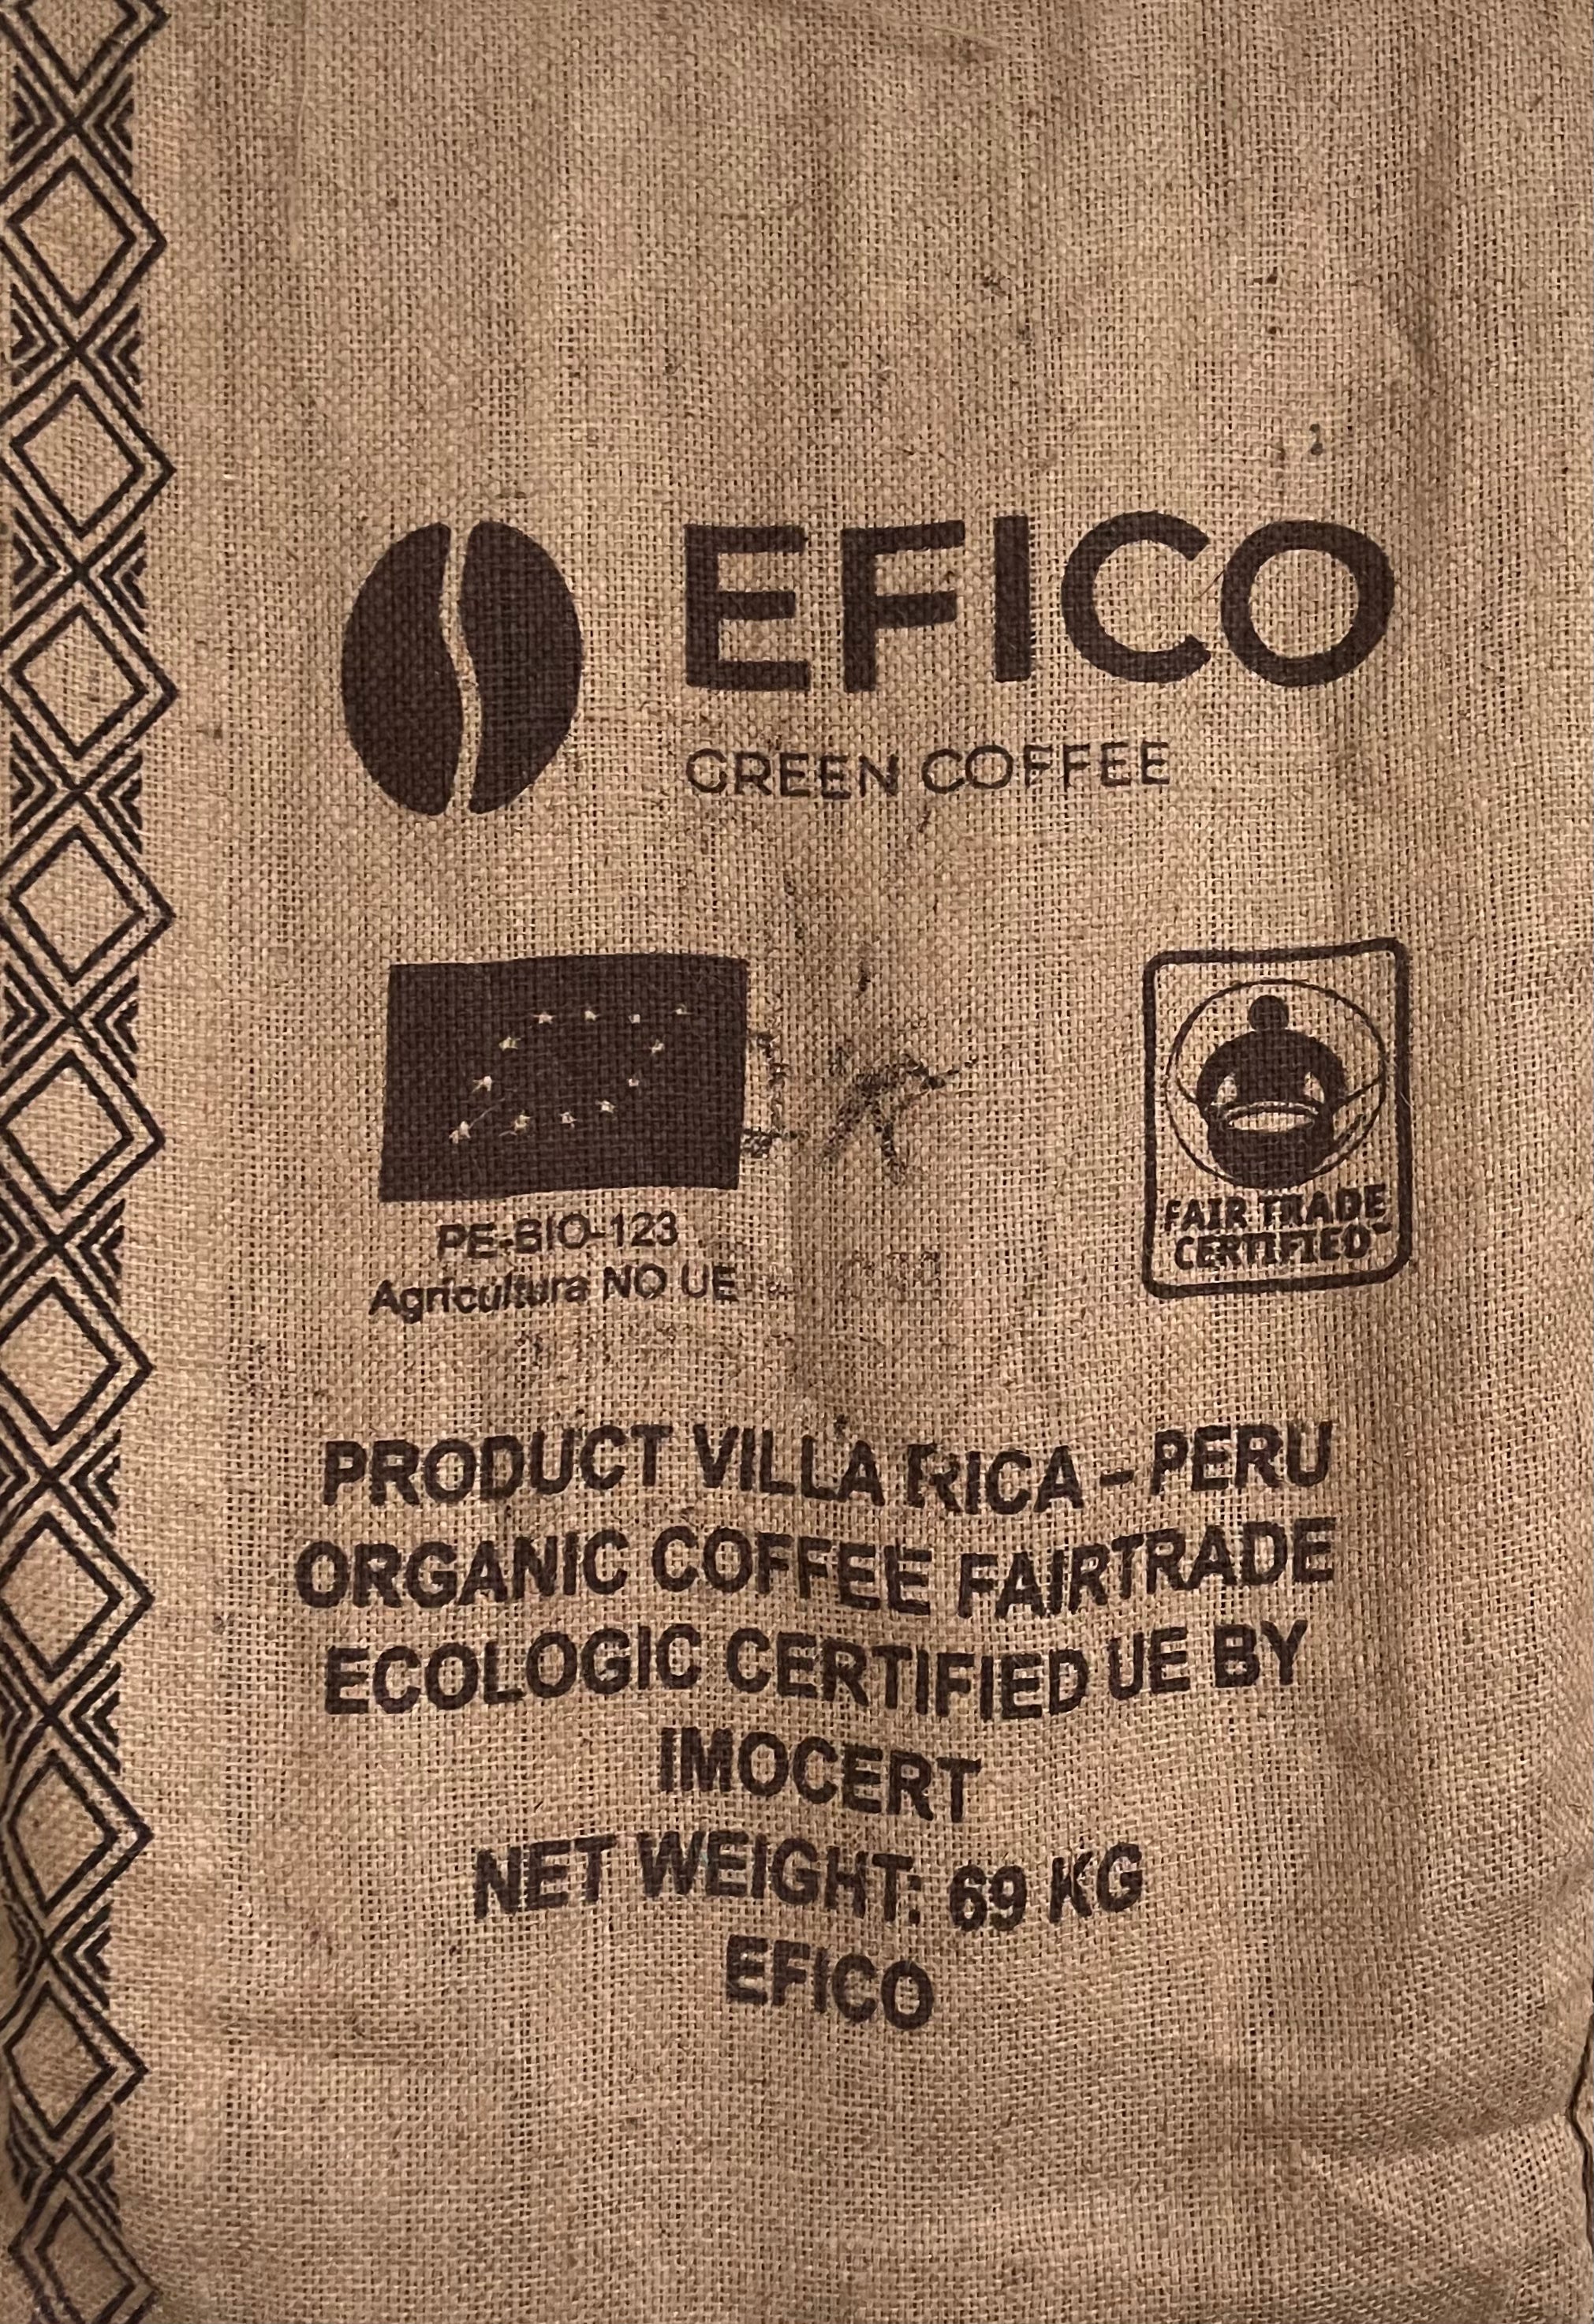 EFICO
GREEN COFFEE
PE-BIO-123
Agricultura NO UE
FAIR TRADE
CERTIFIED™
PRODUCT VILLA RICA - PERU
ORGANIC COFFEE FAIRTRADE
ECOLOGIC CERTIFIED UE BY
IMOCERT
NET WEIGHT: 69 KG
EFICO